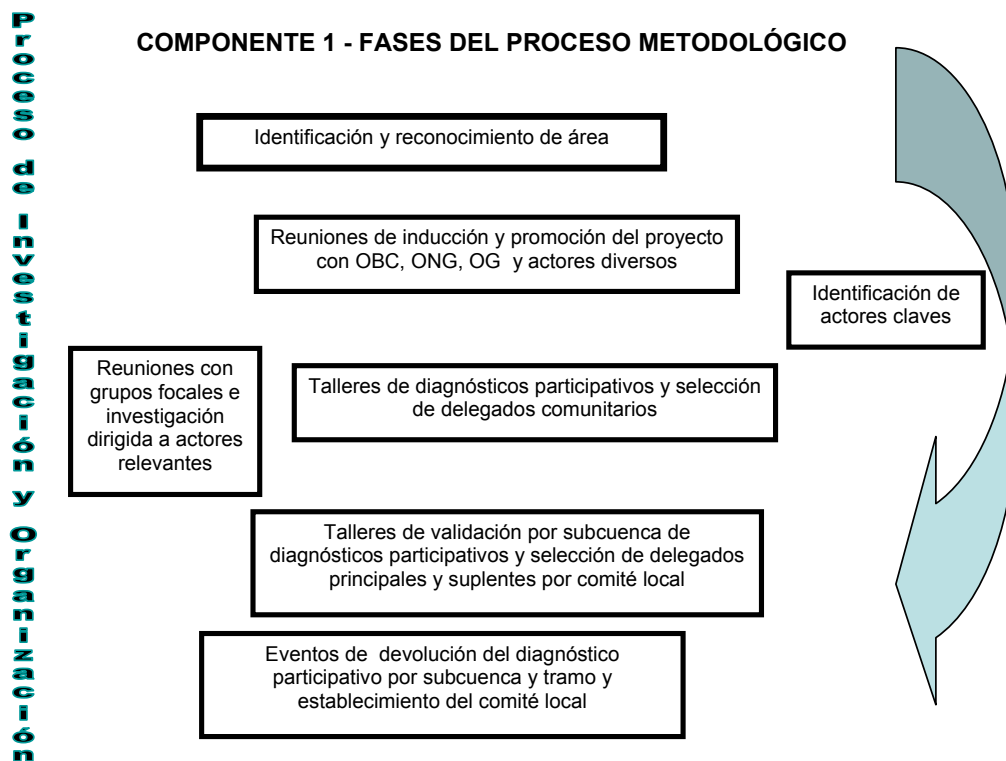 Proceso de Investigación y Organización
COMPONENTE 1 - FASES DEL PROCESO METODOLÓGICO
Identificación y reconocimiento de área
Reuniones de inducción y promoción del proyecto
con OBC, ONG, OG y actores diversos
Identificación de
actores claves
Reuniones con
grupos focales e
investigación
dirigida a actores
relevantes
Talleres de diagnósticos participativos y selección
de delegados comunitarios
Talleres de validación por subcuenca de
diagnósticos participativos y selección de delegados
principales y suplentes por comité local
Eventos de devolución del diagnóstico
participativo por subcuenca y tramo y
establecimiento del comité local